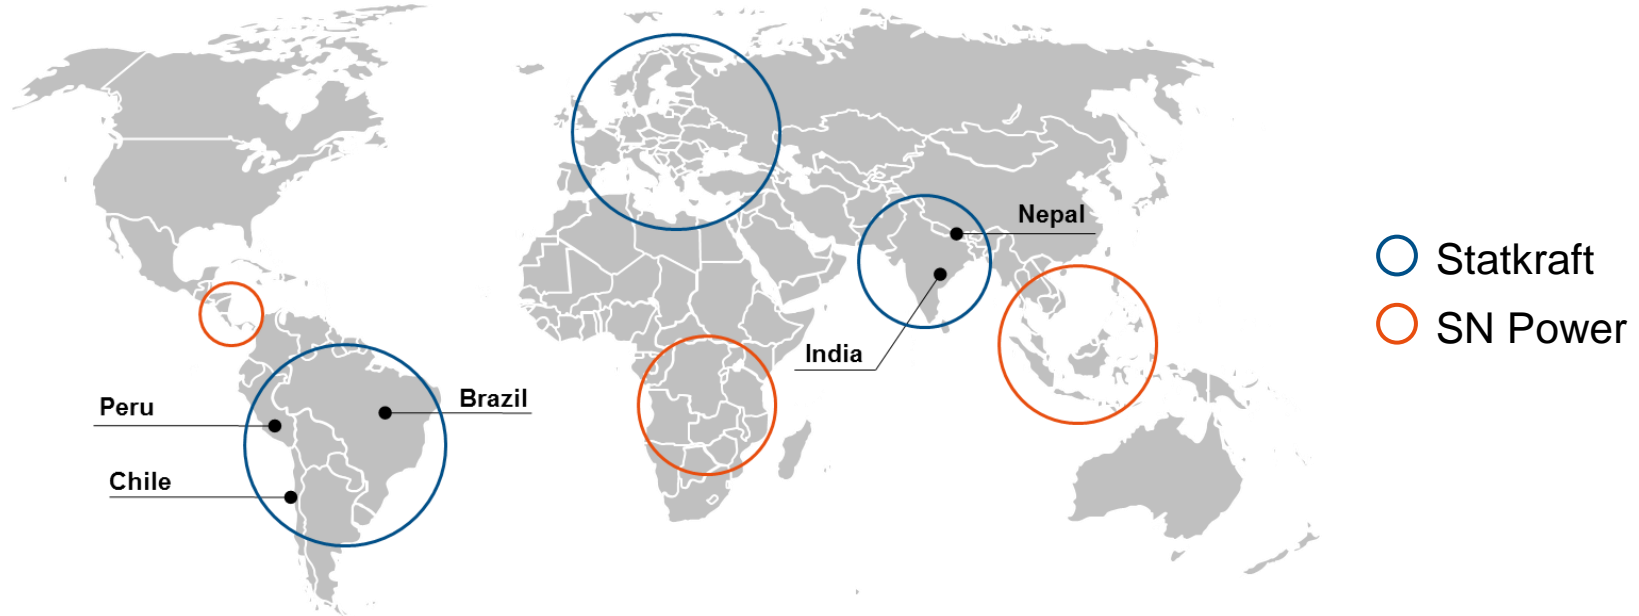 Nepal
Statkraft
SN Power
India
Peru
Brazil
Chile